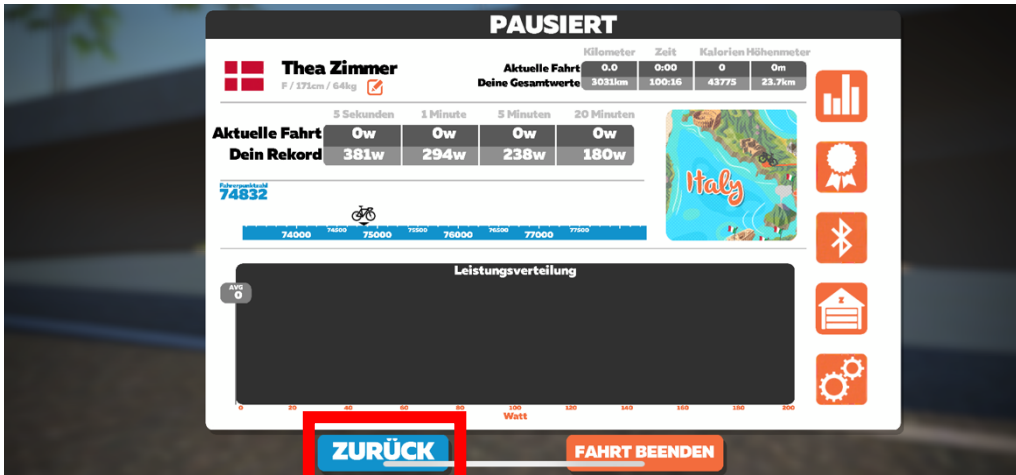 PAUSIERT
Kilometer Zeit Kalorien Höhenmeter
Thea Zimmer
Aktuelle Fahrt 0.0 0:00 0 0m
F / 171cm / 64kg
Deine Gesamtwerte 3031km 100:16 43775 23.7km
5 Sekunden 1 Minute 5 Minuten 20 Minuten
Aktuelle Fahrt 0w 0w 0w 0w
Dein Rekord 381w 294w 238w 180w
Italy
Fahrerpunktzahl
74832
74000 74500 75000 75500 76000 76500 77000 77500
Leistungsverteilung
AVG
0
0 20 40 60 80 100 120 140 160 180 200
Watt
ZURÜCK
FAHRT BEENDEN